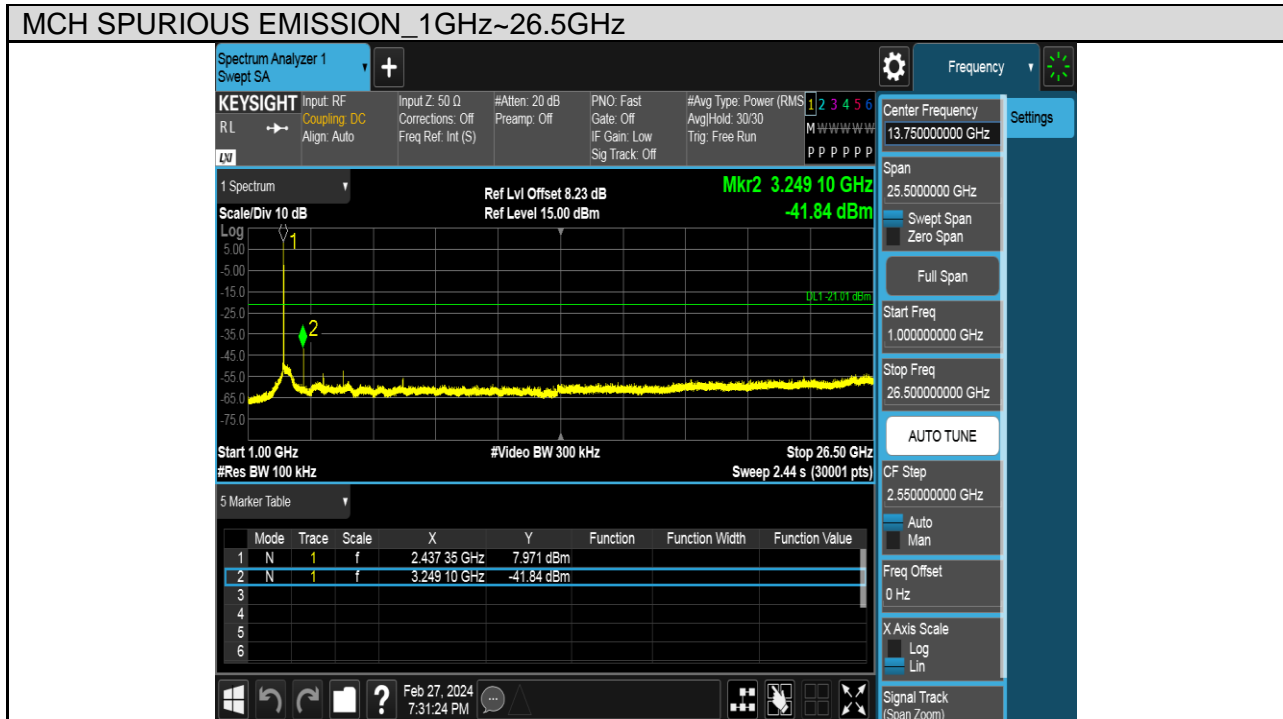 MCH SPURIOUS EMISSION_1GHz~26.5GHz
Spectrum Analyzer 1
Swept SA
+
Frequency
KEYSIGHT Input: RF Input Z: 50 Ω #Atten: 20 dB PNO: Fast #Avg Type: Power (RMS 1 2 3 4 5 6
RL Coupling: DC Corrections: Off Preamp: Off Gate: Off Avg|Hold: 30/30 M W W W W W
Align: Auto Freq Ref: Int (S) IF Gain: Low Trig: Free Run
LXI Sig Track: Off P P P P P P
Center Frequency
13.750000000 GHz
Settings
Span
25.5000000 GHz
Swept Span
Zero Span
Full Span
Start Freq
1.000000000 GHz
Stop Freq
26.500000000 GHz
AUTO TUNE
CF Step
2.550000000 GHz
Auto
Man
Freq Offset
0 Hz
X Axis Scale
Log
Lin
Signal Track
(Span Zoom)
1 Spectrum Ref Lvl Offset 8.23 dB Mkr2 3.249 10 GHz
Scale/Div 10 dB Ref Level 15.00 dBm -41.84 dBm
Log
1
5.00
-5.00
-15.0
DL1 -21.01 dBm
-25.0
2
-35.0
-45.0
-55.0
-65.0
-75.0
Start 1.00 GHz #Video BW 300 kHz Stop 26.50 GHz
#Res BW 100 kHz Sweep 2.44 s (30001 pts)
5 Marker Table
Mode Trace Scale X Y Function Function Width Function Value
1 N 1 f 2.437 35 GHz 7.971 dBm
2 N 1 f 3.249 10 GHz -41.84 dBm
3
4
5
6
? Feb 27, 2024
7:31:24 PM